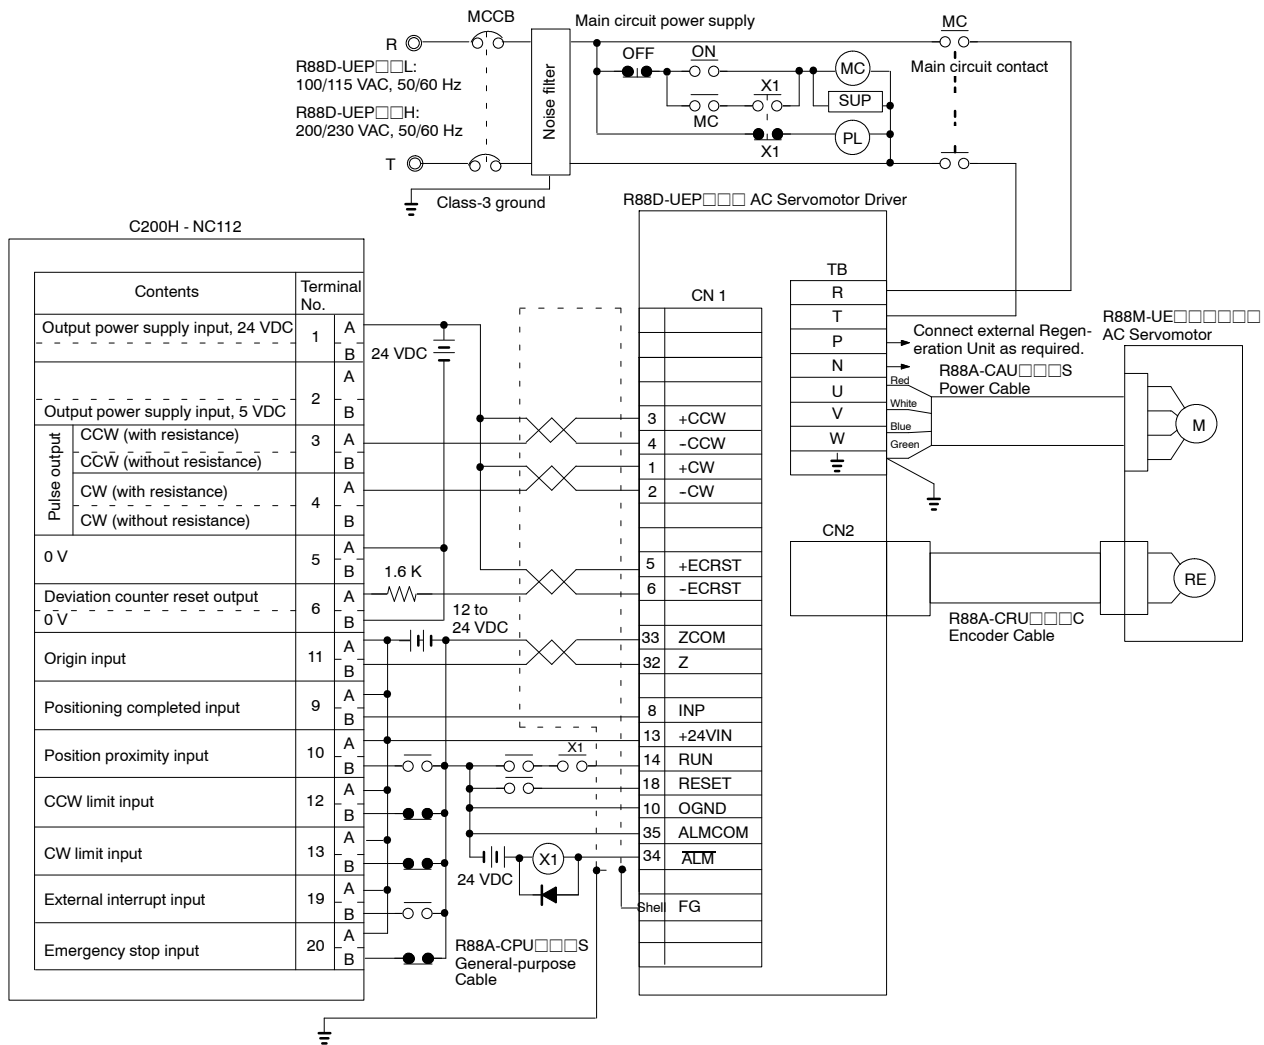 MCCB
Main circuit power supply
MC
R
OFF
ON
MC
Main circuit contact
R88D-UEP□□L:
100/115 VAC, 50/60 Hz
X1
SUP
R88D-UEP□□H:
200/230 VAC, 50/60 Hz
Noise filter
MC
PL
X1
T
Class-3 ground
R88D-UEP□□□ AC Servomotor Driver
C200H - NC112
TB
Contents
Terminal
No.
CN 1
R
T
P
N
U
V
W
Connect external Regen-
eration Unit as required.
R88M-UE□□□□□□
AC Servomotor
R88A-CAU□□□S
Power Cable
Red
White
Blue
Green
M
CN2
RE
R88A-CRU□□□C
Encoder Cable
Output power supply input, 24 VDC
1
A
B
24 VDC
2
A
Output power supply input, 5 VDC
B
Pulse output
CCW (with resistance)
3
A
CCW (without resistance)
B
CW (with resistance)
4
A
CW (without resistance)
B
0 V
5
A
B
1.6 K
Deviation counter reset output
6
A
0 V
B
12 to
24 VDC
Origin input
11
A
B
Positioning completed input
9
A
B
Position proximity input
10
A
B
X1
CCW limit input
12
A
B
CW limit input
13
A
B
External interrupt input
19
A
B
Emergency stop input
20
A
B
3 +CCW
4 −CCW
1 +CW
2 −CW
5 +ECRST
6 −ECRST
33 ZCOM
32 Z
8 INP
13 +24VIN
14 RUN
18 RESET
10 OGND
35 ALMCOM
34 ALM
Shell FG
24 VDC
X1
R88A-CPU□□□S
General-purpose
Cable